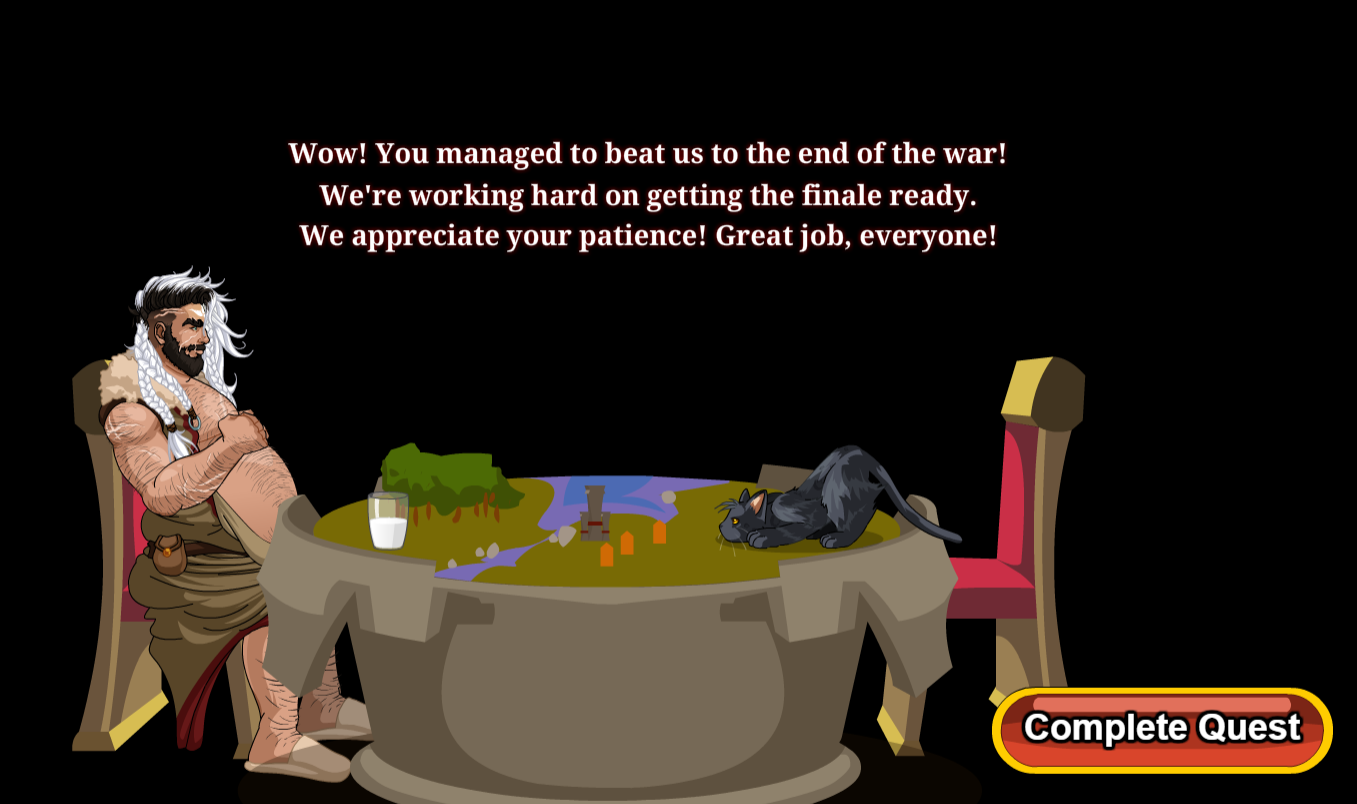 Wow! You managed to beat us to the end of the war!
We're working hard on getting the finale ready.
We appreciate your patience! Great job, everyone!
Complete Quest